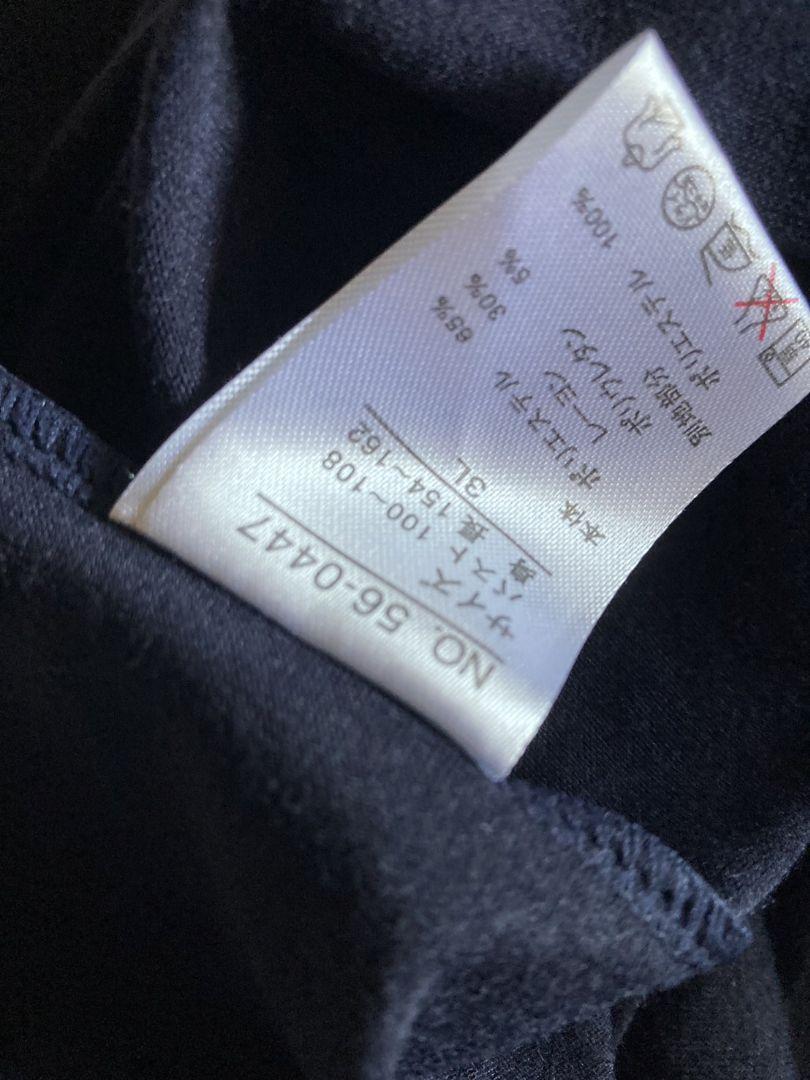 NO. 56-0447
サイズ 3L
バスト 100~108
身 長 154~162
本体 ポリエステル 65%
レーヨン 30%
ポリウレタン 5%
別地部分
ポリエステル 100%